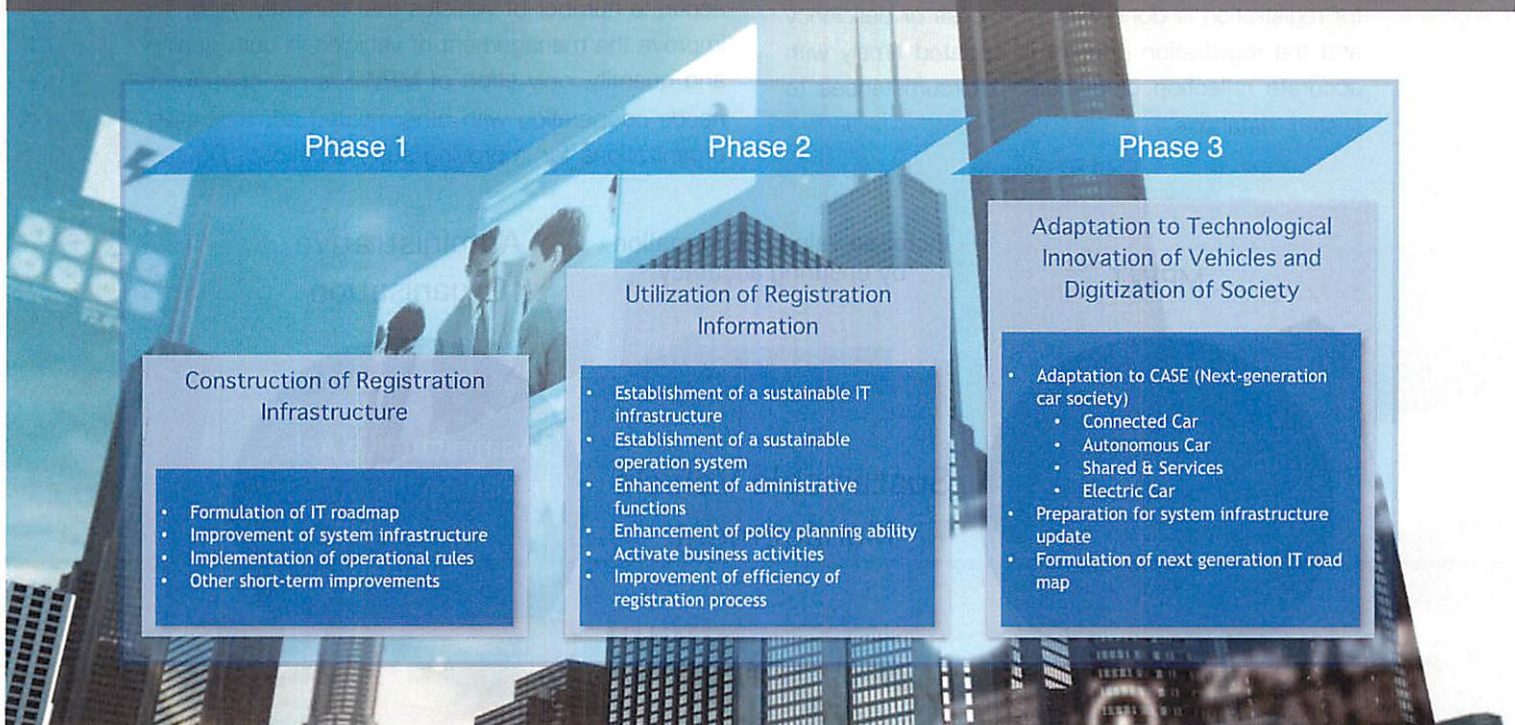 Phase 1
Phase 2
Phase 3
Construction of Registration
Infrastructure
• Formulation of IT roadmap
• Improvement of system infrastructure
• Implementation of operational rules
• Other short-term improvements
Utilization of Registration
Information
• Establishment of a sustainable IT
infrastructure
• Establishment of a sustainable
operation system
• Enhancement of administrative
functions
• Enhancement of policy planning ability
• Activate business activities
• Improvement of efficiency of
registration process
Adaptation to Technological
Innovation of Vehicles and
Digitization of Society
• Adaptation to CASE (Next-generation
car society)
• Connected Car
• Autonomous Car
• Shared & Services
• Electric Car
• Preparation for system infrastructure
update
• Formulation of next generation IT road
map